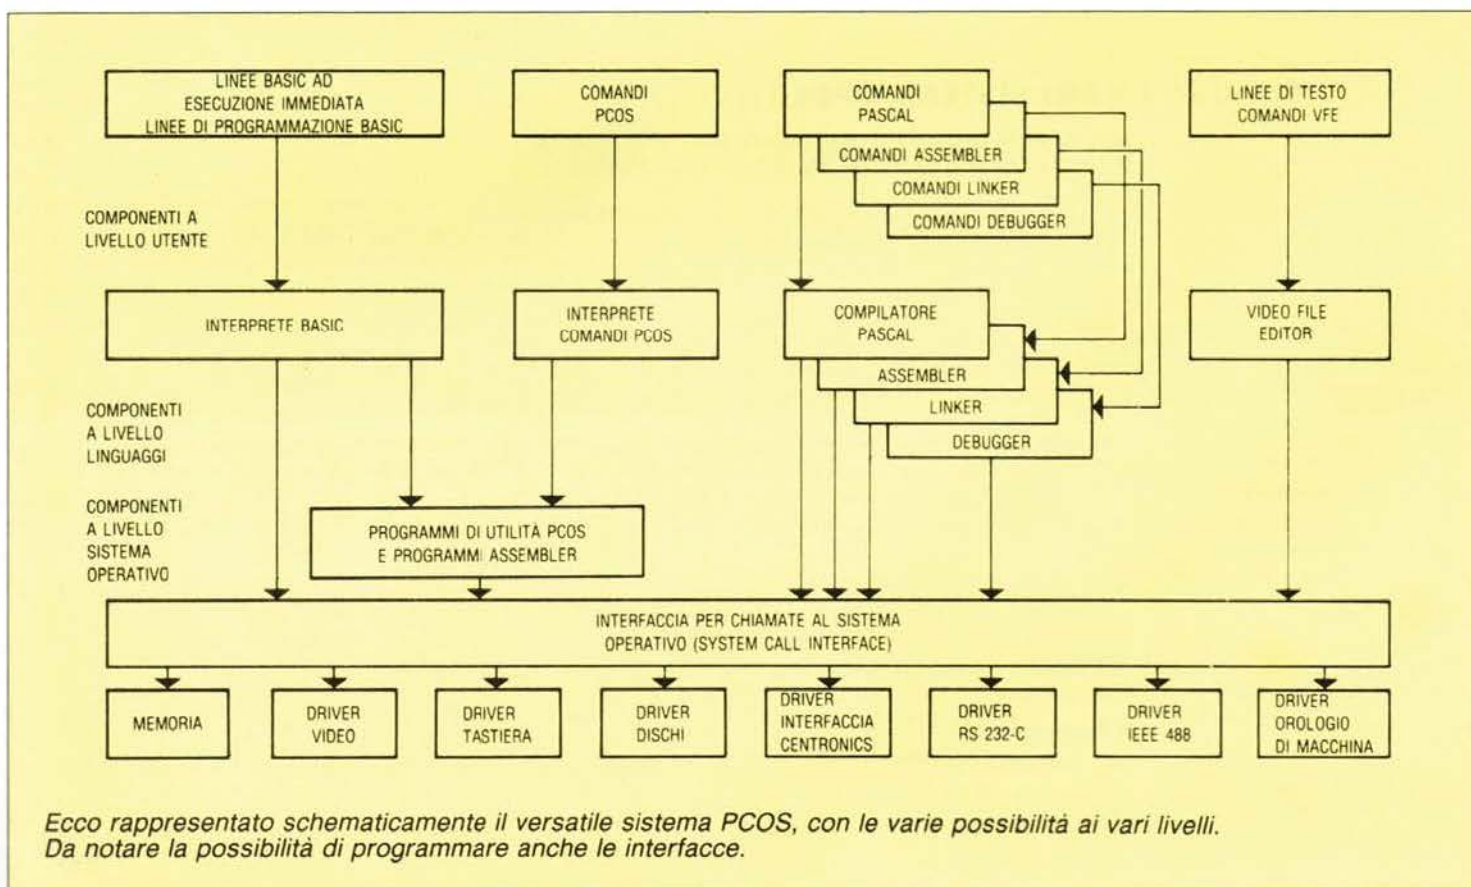 LINEE BASIC AD
ESECUZIONE IMMEDIATA
LINEE DI PROGRAMMAZIONE BASIC
COMANDI
PCOS
COMANDI
PASCAL
COMANDI ASSEMBLER
COMANDI LINKER
COMANDI DEBUGGER
LINEE DI TESTO
COMANDI VFE
COMPONENTI A
LIVELLO UTENTE
INTERPRETE BASIC
INTERPRETE
COMANDI PCOS
COMPILATORE
PASCAL
ASSEMBLER
LINKER
DEBUGGER
VIDEO FILE
EDITOR
COMPONENTI
A LIVELLO
LINGUAGGI
COMPONENTI
A LIVELLO
SISTEMA
OPERATIVO
PROGRAMMI DI UTILITÀ PCOS
E PROGRAMMI ASSEMBLER
INTERFACCIA PER CHIAMATE AL SISTEMA
OPERATIVO (SYSTEM CALL INTERFACE)
MEMORIA
DRIVER
VIDEO
DRIVER
TASTIERA
DRIVER
DISCHI
DRIVER
INTERFACCIA
CENTRONICS
DRIVER
RS 232-C
DRIVER
IEEE 488
DRIVER
OROLOGIO
DI MACCHINA
Ecco rappresentato schematicamente il versatile sistema PCOS, con le varie possibilità ai vari livelli.
Da notare la possibilità di programmare anche le interfacce.